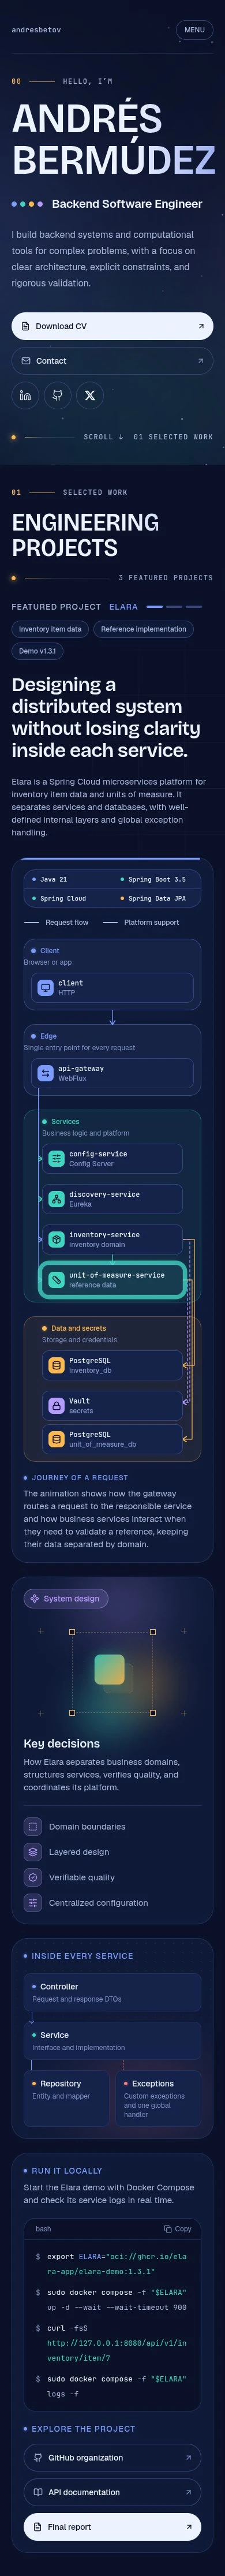 andresbetov
MENU
00 HELLO, I'M
ANDRÉS
BERMÚDEZ
Backend Software Engineer
I build backend systems and computational
tools for complex problems, with a focus on
clear architecture, explicit constraints, and
rigorous validation.
Download CV
Contact
SCROLL ↓ 01 SELECTED WORK
01 SELECTED WORK
ENGINEERING
PROJECTS
3 FEATURED PROJECTS
FEATURED PROJECT ELARA
Inventory item data
Reference implementation
Demo v1.3.1
Designing a
distributed system
without losing clarity
inside each service.
Elara is a Spring Cloud microservices platform for
inventory item data and units of measure. It
separates services and databases, with well-
defined internal layers and global exception
handling.
Java 21
Spring Boot 3.5
Spring Cloud
Spring Data JPA
Request flow
Platform support
Client
Browser or app
client
HTTP
Edge
Single entry point for every request
api-gateway
WebFlux
Services
Business logic and platform
config-service
Config Server
discovery-service
Eureka
inventory-service
Inventory domain
unit-of-measure-service
reference data
Data and secrets
Storage and credentials
PostgreSQL
inventory_db
Vault
secrets
PostgreSQL
unit_of_measure_db
JOURNEY OF A REQUEST
The animation shows how the gateway
routes a request to the responsible service
and how inventory services interact when
they need to validate a reference, keeping
their data separated by domain.
System design
Key decisions
How Elara separates business domains,
structures services, verifies quality, and
coordinates its platform.
Domain boundaries
Layered design
Verifiable quality
Centralized configuration
INSIDE EVERY SERVICE
Controller
Request and response DTOs
Service
Interface and implementation
Repository
Entity and mapper
Exceptions
Custom exceptions
and one global
handler
RUN IT LOCALLY
Start the Elara demo with Docker Compose
and check its service logs in real time.
bash
Copy
$ export ELARA="oci://ghcr.io/ela
ra-app/elara-demo:1.3.1"
$ sudo docker compose -f "$ELARA"
up -d --wait --wait-timeout 900
$ curl -fsS
http://127.0.0.1:8080/api/v1/in
ventory/item/7
$ sudo docker compose -f "$ELARA"
logs -f
EXPLORE THE PROJECT
GitHub organization
API documentation
Final report